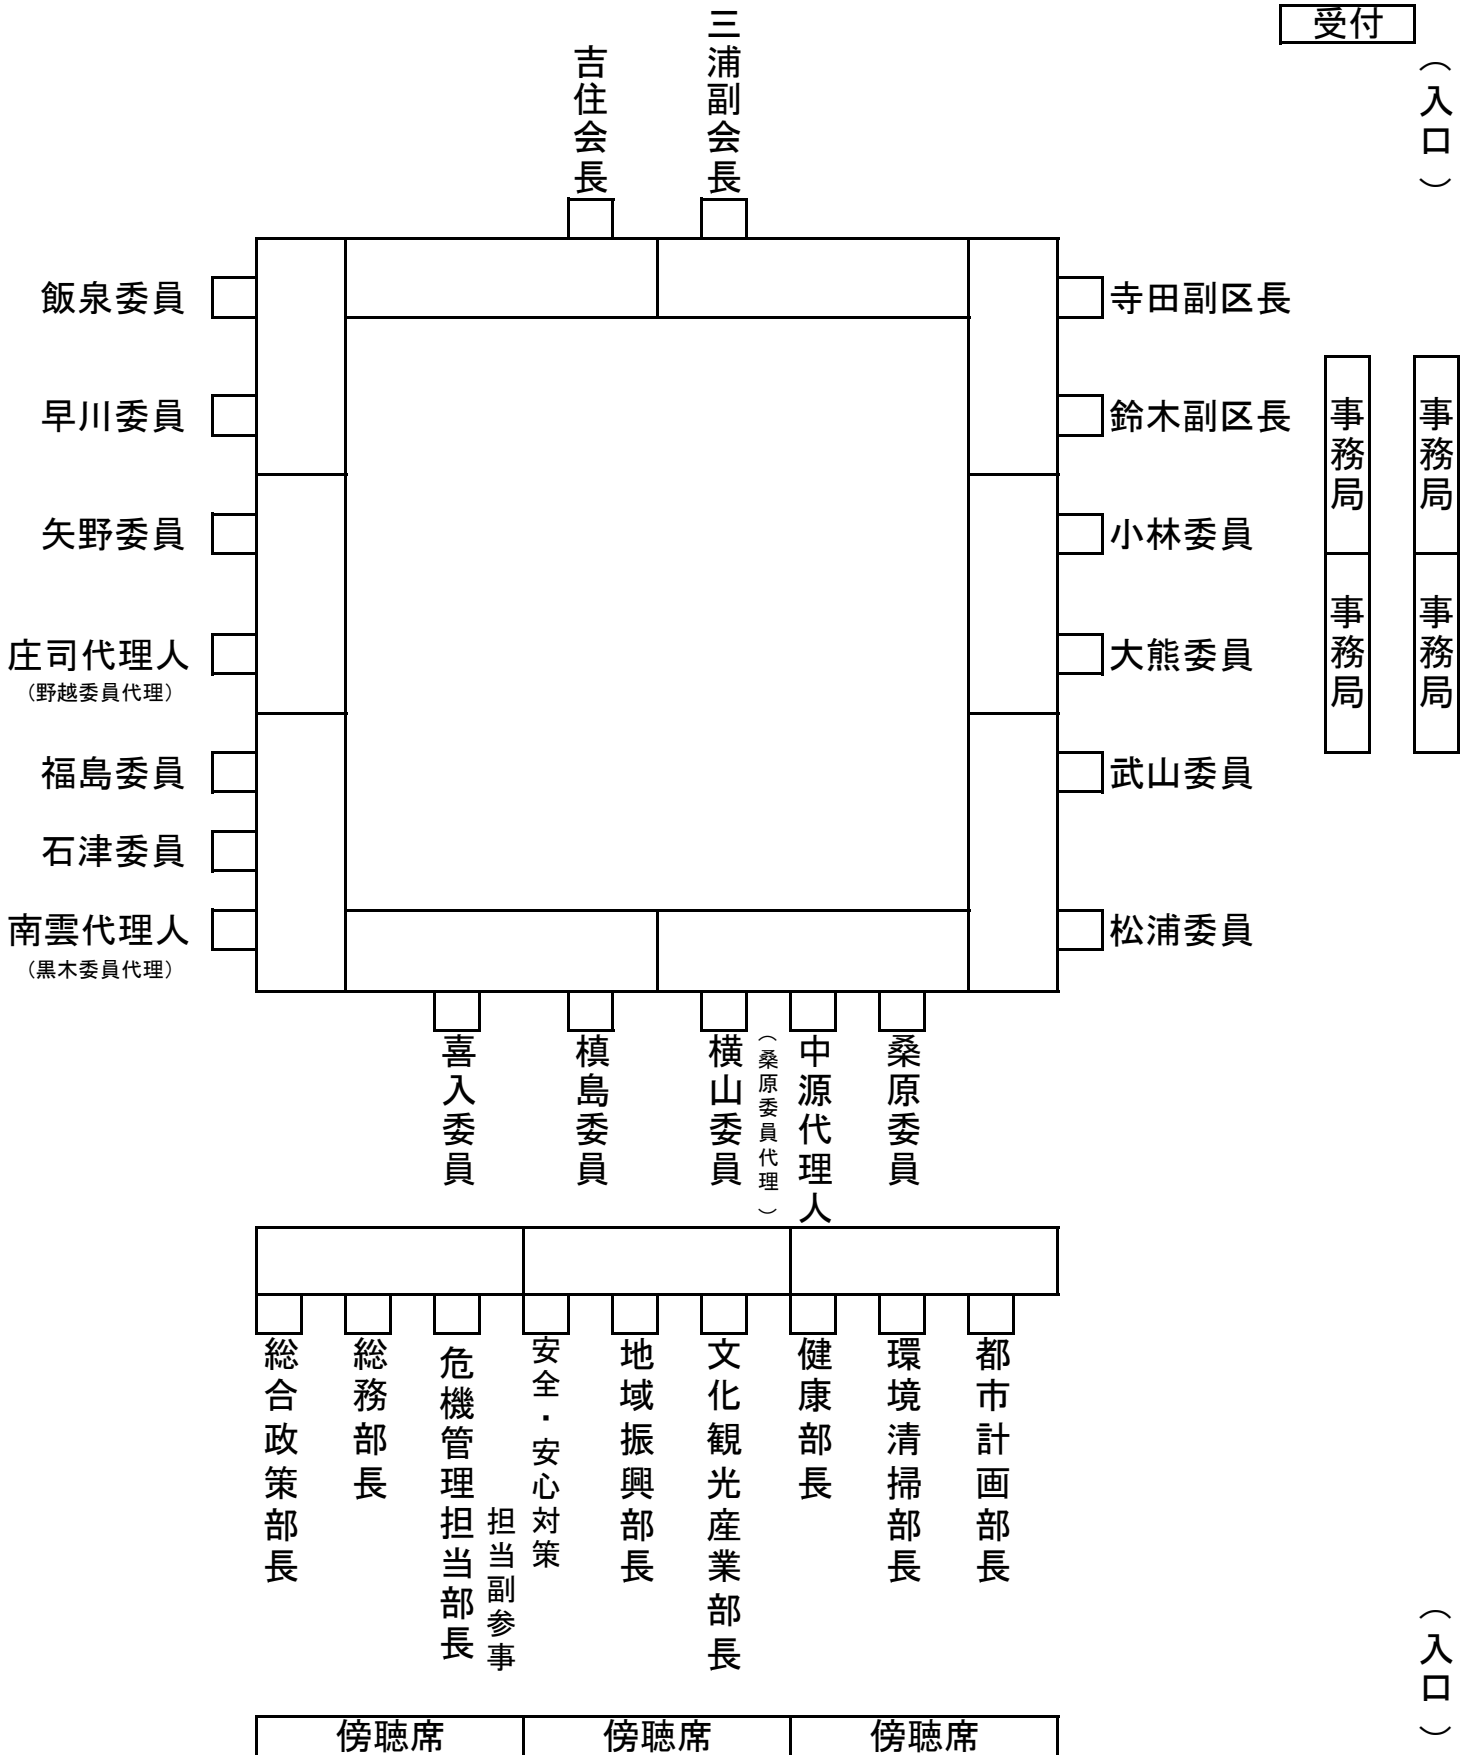 受付
（入口）
三浦副会長
吉住会長
飯泉委員
早川委員
矢野委員
庄司代理人
（野越委員代理）
福島委員
石津委員
南雲代理人
（黒木委員代理）
寺田副区長
鈴木副区長
小林委員
大熊委員
武山委員
松浦委員
事務局
事務局
事務局
事務局
喜入委員
槙島委員
横山委員
（桑原委員代理）
中源代理人
桑原委員
総合政策部長
総務部長
危機管理担当部長
安全・安心対策
担当副参事
地域振興部長
文化観光産業部長
健康部長
環境清掃部長
都市計画部長
（入口）
傍聴席
傍聴席
傍聴席